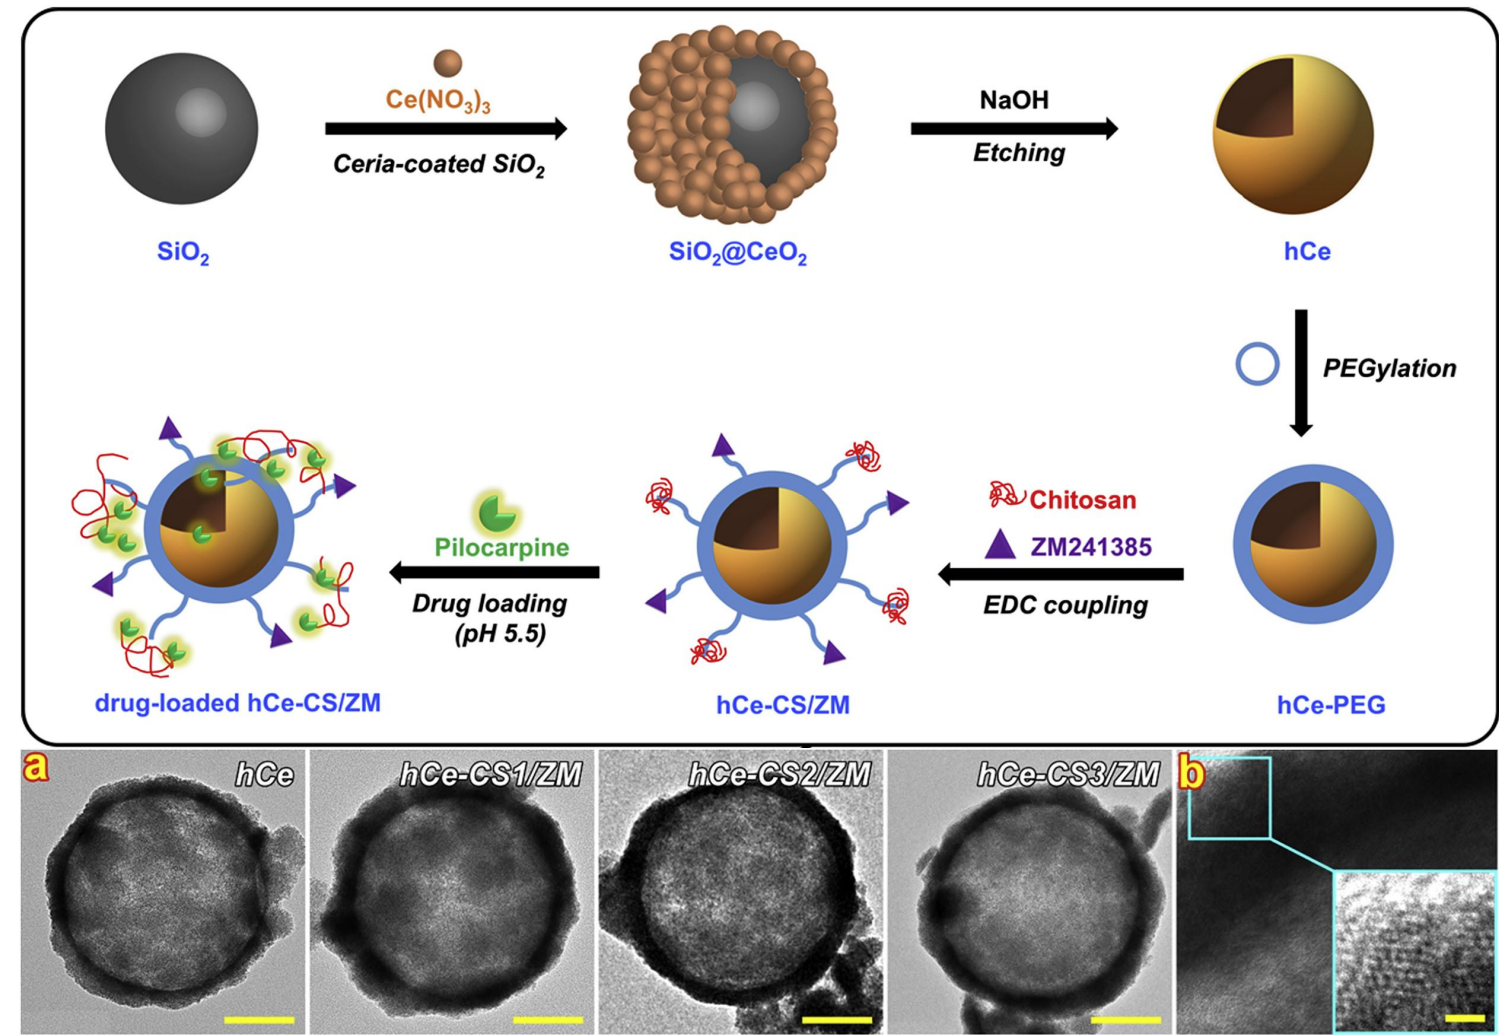 Ce(NO₃)₃
Ceria-coated SiO₂
NaOH
Etching
SiO₂
SiO₂@CeO₂
hCe
PEGylation
Chitosan
ZM241385
EDC coupling
Pilocarpine
Drug loading
(pH 5.5)
drug-loaded hCe-CS/ZM
hCe-CS/ZM
hCe-PEG
a
hCe
hCe-CS1/ZM
hCe-CS2/ZM
hCe-CS3/ZM
b